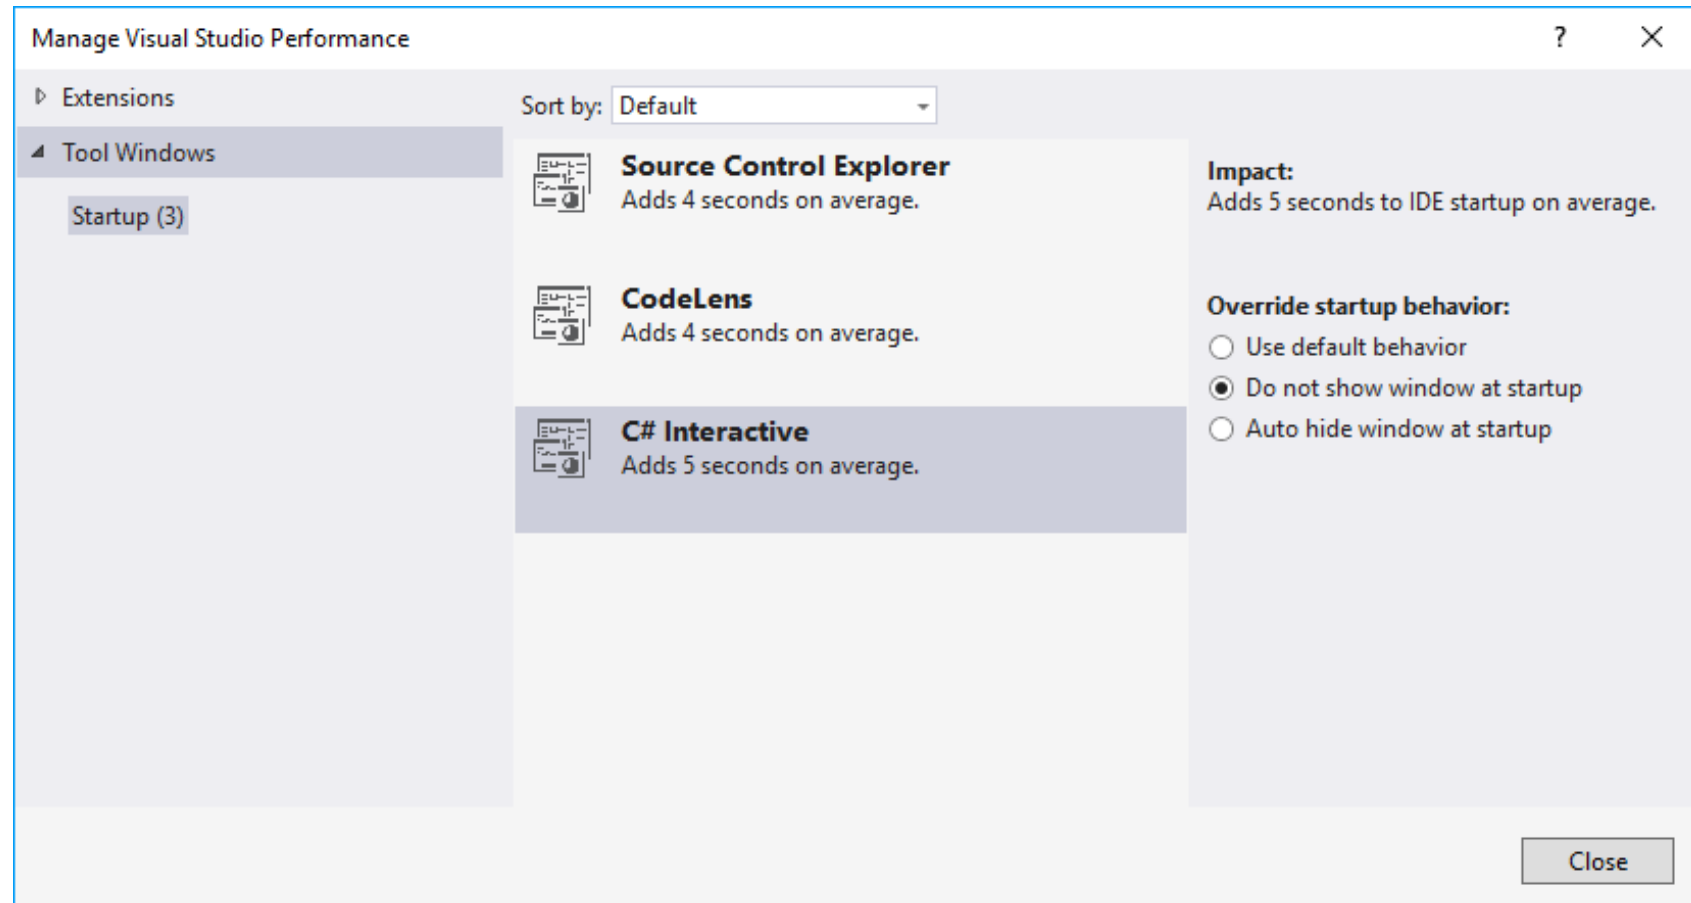 Manage Visual Studio Performance
?
Extensions
Tool Windows
Startup (3)
Sort by: Default
Source Control Explorer
Adds 4 seconds on average.
CodeLens
Adds 4 seconds on average.
C# Interactive
Adds 5 seconds on average.
Impact:
Adds 5 seconds to IDE startup on average.
Override startup behavior:
Use default behavior
Do not show window at startup
Auto hide window at startup
Close